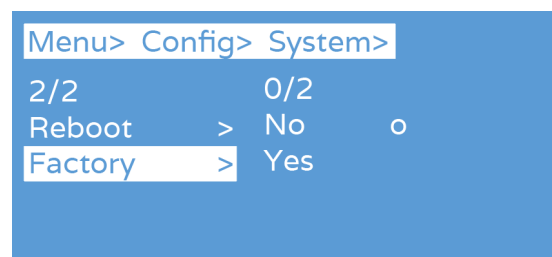 Menu> Config> System>
2/2 0/2
Reboot > No o
Factory > Yes